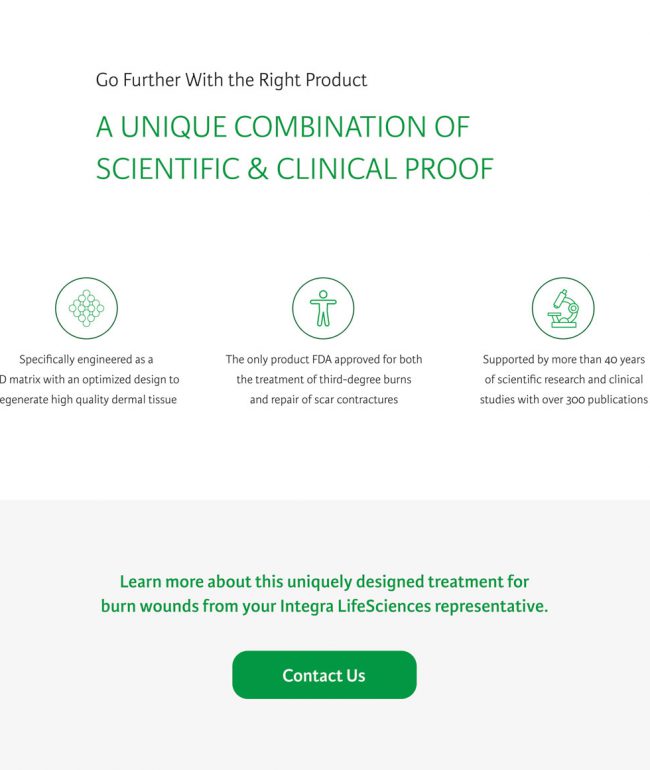 Go Further With the Right Product
A UNIQUE COMBINATION OF
SCIENTIFIC & CLINICAL PROOF
Specifically engineered as a
D matrix with an optimized design to
egenerate high quality dermal tissue
The only product FDA approved for both
the treatment of third-degree burns
and repair of scar contractures
Supported by more than 40 years
of scientific research and clinical
studies with over 300 publications
Learn more about this uniquely designed treatment for
burn wounds from your Integra LifeSciences representative.
Contact Us